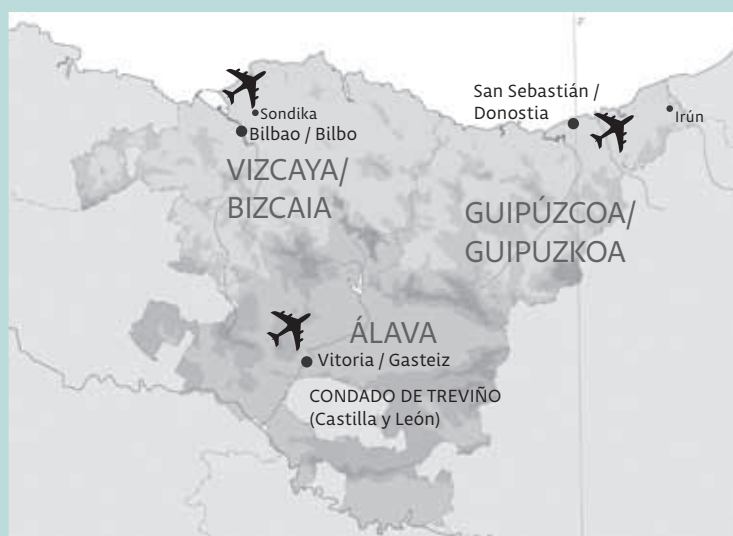 San Sebastián /
Donostia
Irún
Sondika
Bilbao / Bilbo
VIZCAYA/
BIZCAIA
GUIPÚZCOA/
GUIPUZKOA
ÁLAVA
Vitoria / Gasteiz
CONDADO DE TREVIÑO
(Castilla y León)